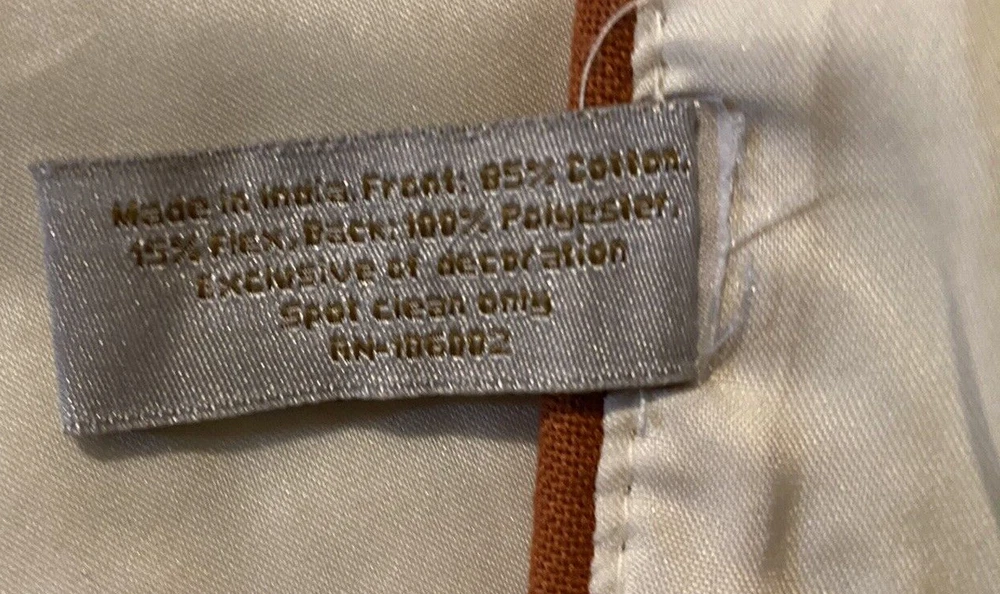 Made in India. Front: 85% Cotton,
15% Flex, Back: 100% Polyester,
Exclusive of decoration
Spot clean only
RN-106002